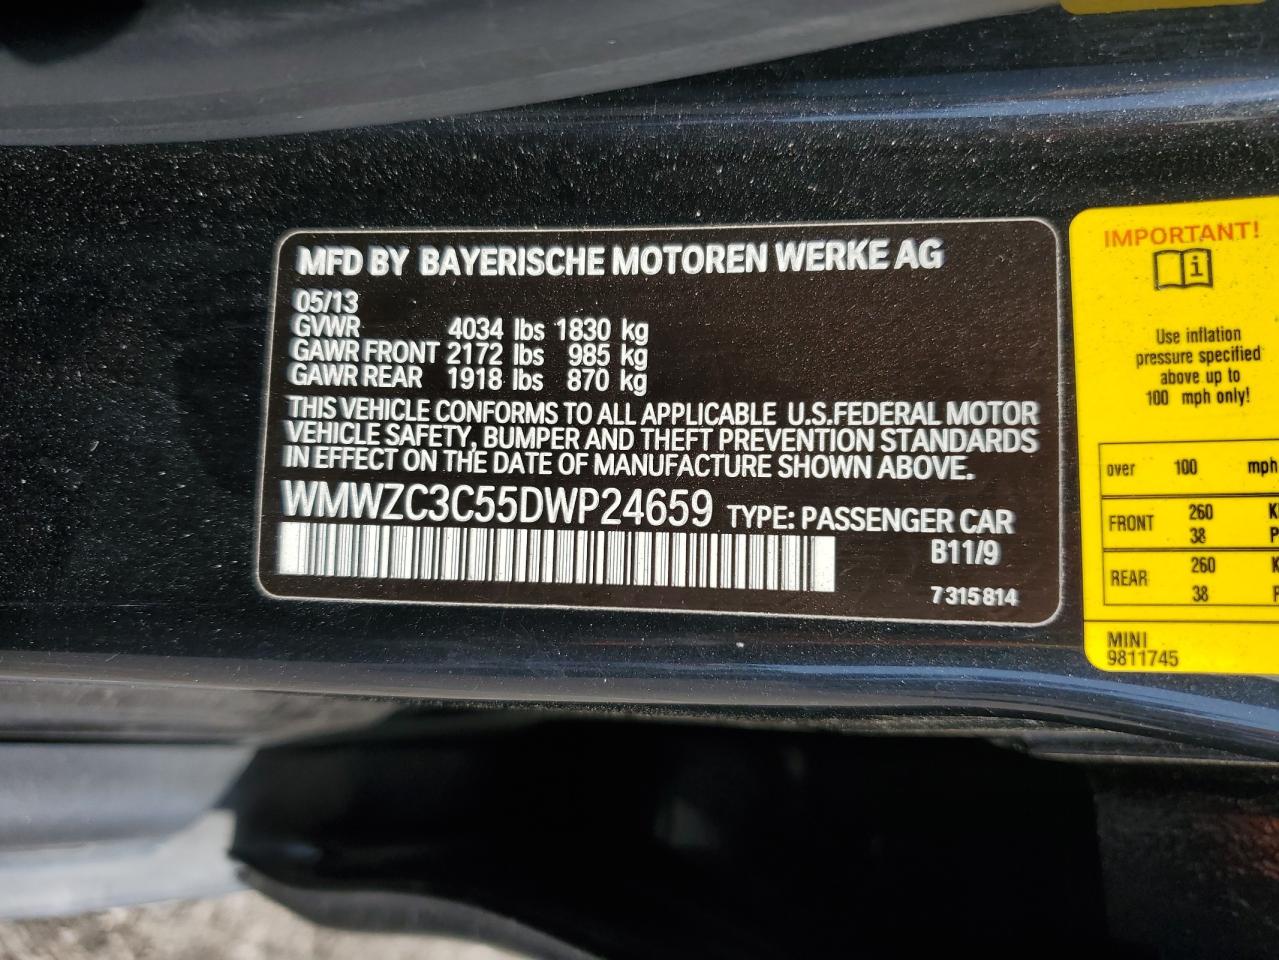 MFD BY BAYERISCHE MOTOREN WERKE AG
05/13
GVWR 4034 lbs 1830 kg
GAWR FRONT 2172 lbs 985 kg
GAWR REAR 1918 lbs 870 kg
THIS VEHICLE CONFORMS TO ALL APPLICABLE U.S.FEDERAL MOTOR
VEHICLE SAFETY, BUMPER AND THEFT PREVENTION STANDARDS
IN EFFECT ON THE DATE OF MANUFACTURE SHOWN ABOVE.
WMWZC3C55DWP24659 TYPE: PASSENGER CAR
B11/9
7 315 814
IMPORTANT!
i
Use inflation
pressure specified
above up to
100 mph only!
over 100 mph
FRONT 260
38
REAR 260
38
MINI
9811745